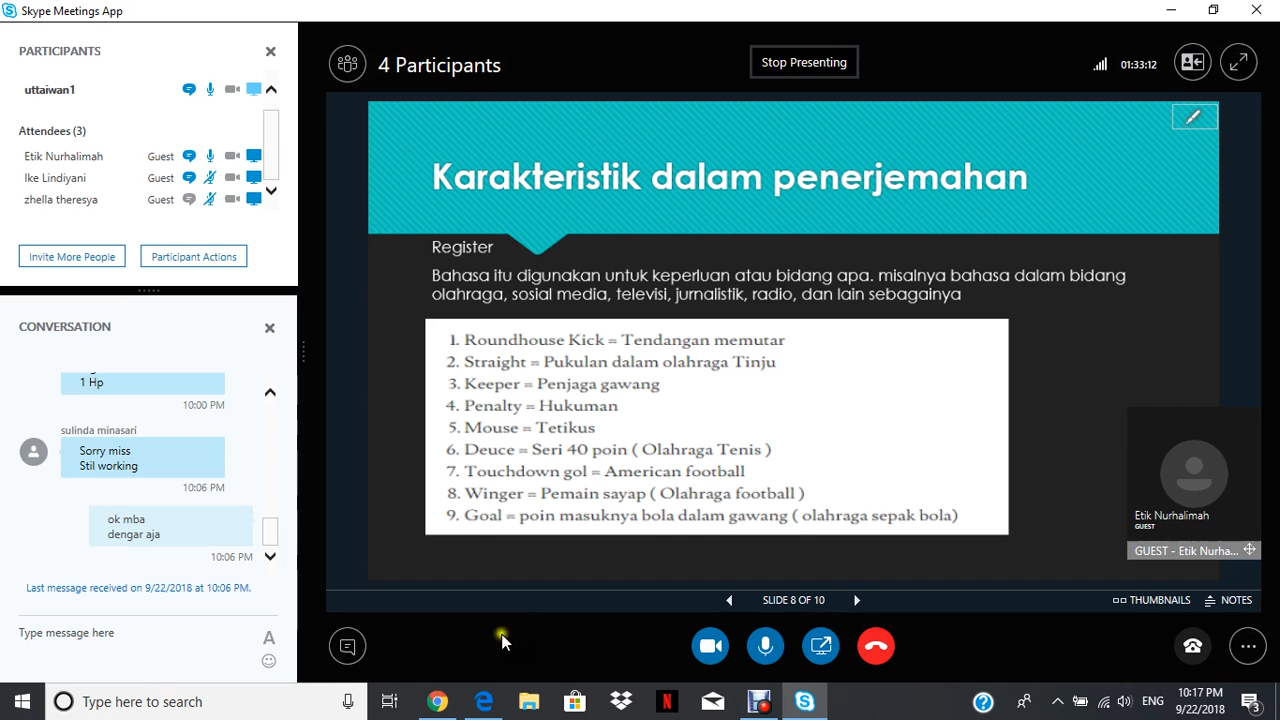 Skype Meetings App
PARTICIPANTS
uttaiwan1
Attendees (3)
Etik Nurhalimah Guest
Ike Lindiyani Guest
zhella theresya Guest
Invite More People Participant Actions
CONVERSATION
1 Hp
10:00 PM
sulinda minasari
Sorry miss
Stil working
10:06 PM
ok mba
dengar aja
10:06 PM
Last message received on 9/22/2018 at 10:06 PM.
Type message here
A
4 Participants
Stop Presenting
01:33:12
Karakteristik dalam penerjemahan
Register
Bahasa itu digunakan untuk keperluan atau bidang apa. misalnya bahasa dalam bidang
olahraga, sosial media, televisi, jurnalistik, radio, dan lain sebagainya
1. Roundhouse Kick = Tendangan memutar
2. Straight = Pukulan dalam olahraga Tinju
3. Keeper = Penjaga gawang
4. Penalty = Hukuman
5. Mouse = Tetikus
6. Deuce = Seri 40 poin ( Olahraga Tenis )
7. Touchdown gol = American football
8. Winger = Pemain sayap ( Olahraga football )
9. Goal = poin masuknya bola dalam gawang ( olahraga sepak bola)
Etik Nurhalimah
GUEST
GUEST - Etik Nurha...
SLIDE 8 OF 10
THUMBNAILS NOTES
Type here to search
ENG
10:17 PM
9/22/2018
3